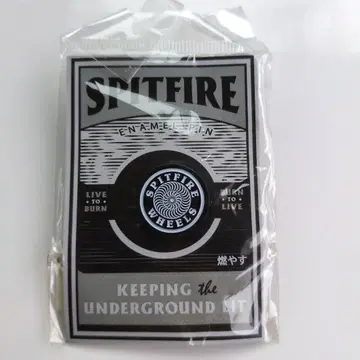 SPITFIRE
ENAMEL PIN
LIVE
• TO •
BURN
SPITFIRE
WHEELS
BURN
• TO •
LIVE
燃やす
KEEPING the
UNDERGROUND LIT